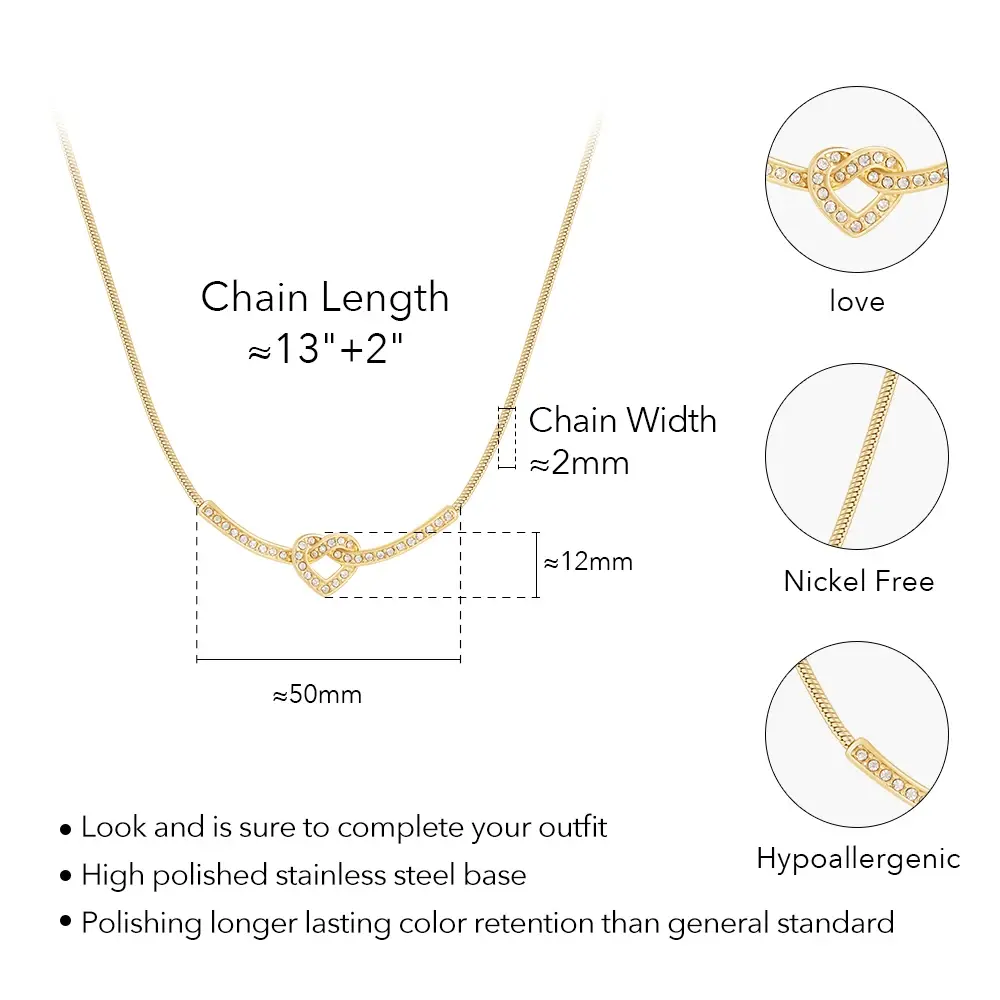 Chain Length
≈13"+2"
Chain Width
≈2mm
≈12mm
≈50mm
love
Nickel Free
Hypoallergenic
• Look and is sure to complete your outfit
• High polished stainless steel base
• Polishing longer lasting color retention than general standard